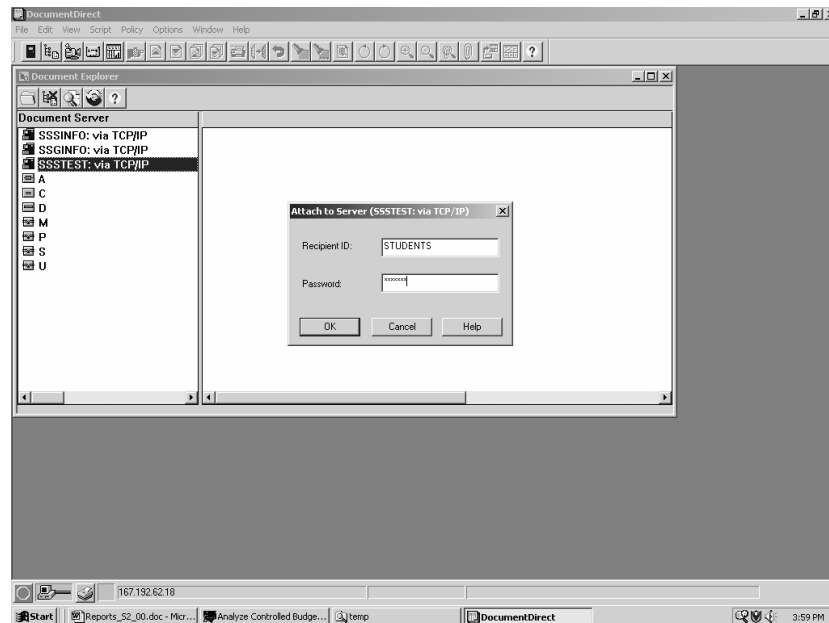 DocumentDirect
File Edit View Script Policy Options Window Help
?
Document Explorer
?
Document Server
SSSINFO: via TCP/IP
SSGINFO: via TCP/IP
SSSTEST: via TCP/IP
A
C
D
M
P
S
U
Attach to Server (SSSTEST: via TCP/IP)
Recipient ID: STUDENTS
Password: xxxxxxx
OK Cancel Help
167.192.62.18
Start Reports_S2_00.doc - Micr... Analyze Controlled Budge... temp DocumentDirect 3:59 PM